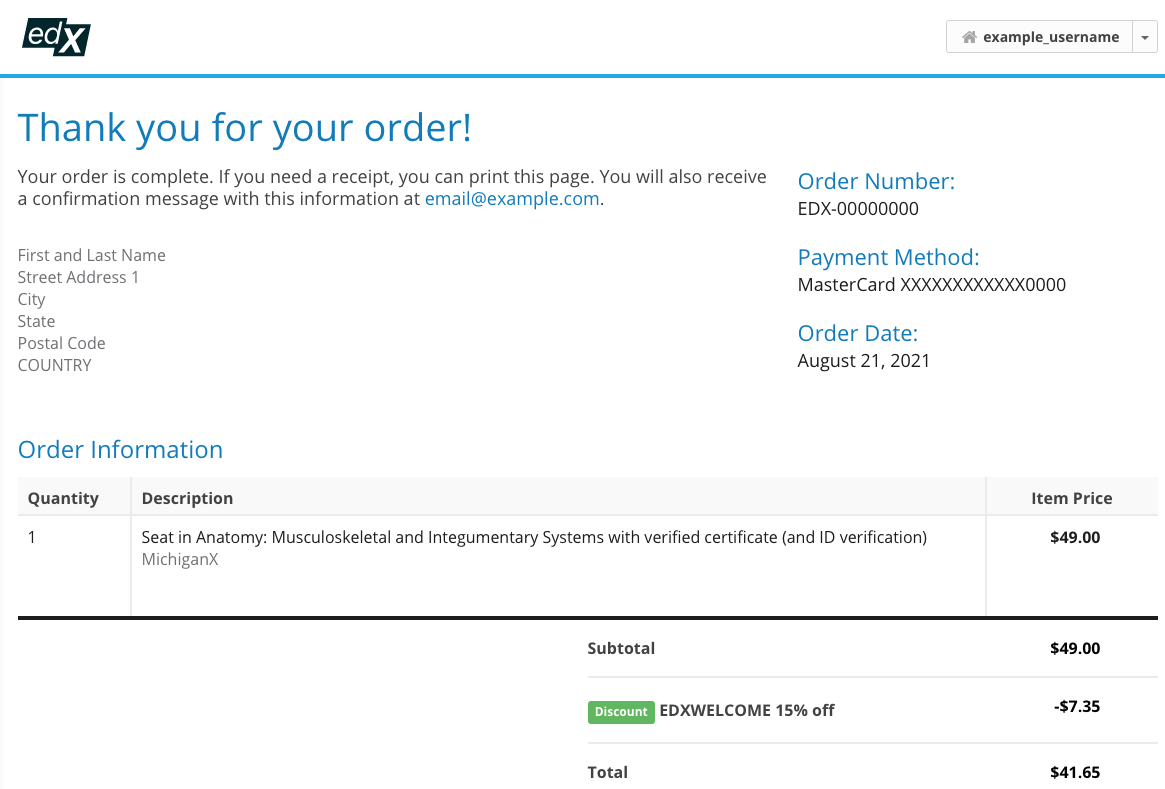 edX
example_username
Thank you for your order!
Your order is complete. If you need a receipt, you can print this page. You will also receive
a confirmation message with this information at email@example.com.
First and Last Name
Street Address 1
City
State
Postal Code
COUNTRY
Order Number:
EDX-00000000
Payment Method:
MasterCard XXXXXXXXXXXX0000
Order Date:
August 21, 2021
Order Information
Quantity Description Item Price
1 Seat in Anatomy: Musculoskeletal and Integumentary Systems with verified certificate (and ID verification) $49.00
MichiganX
Subtotal $49.00
Discount EDXWELCOME 15% off -$7.35
Total $41.65